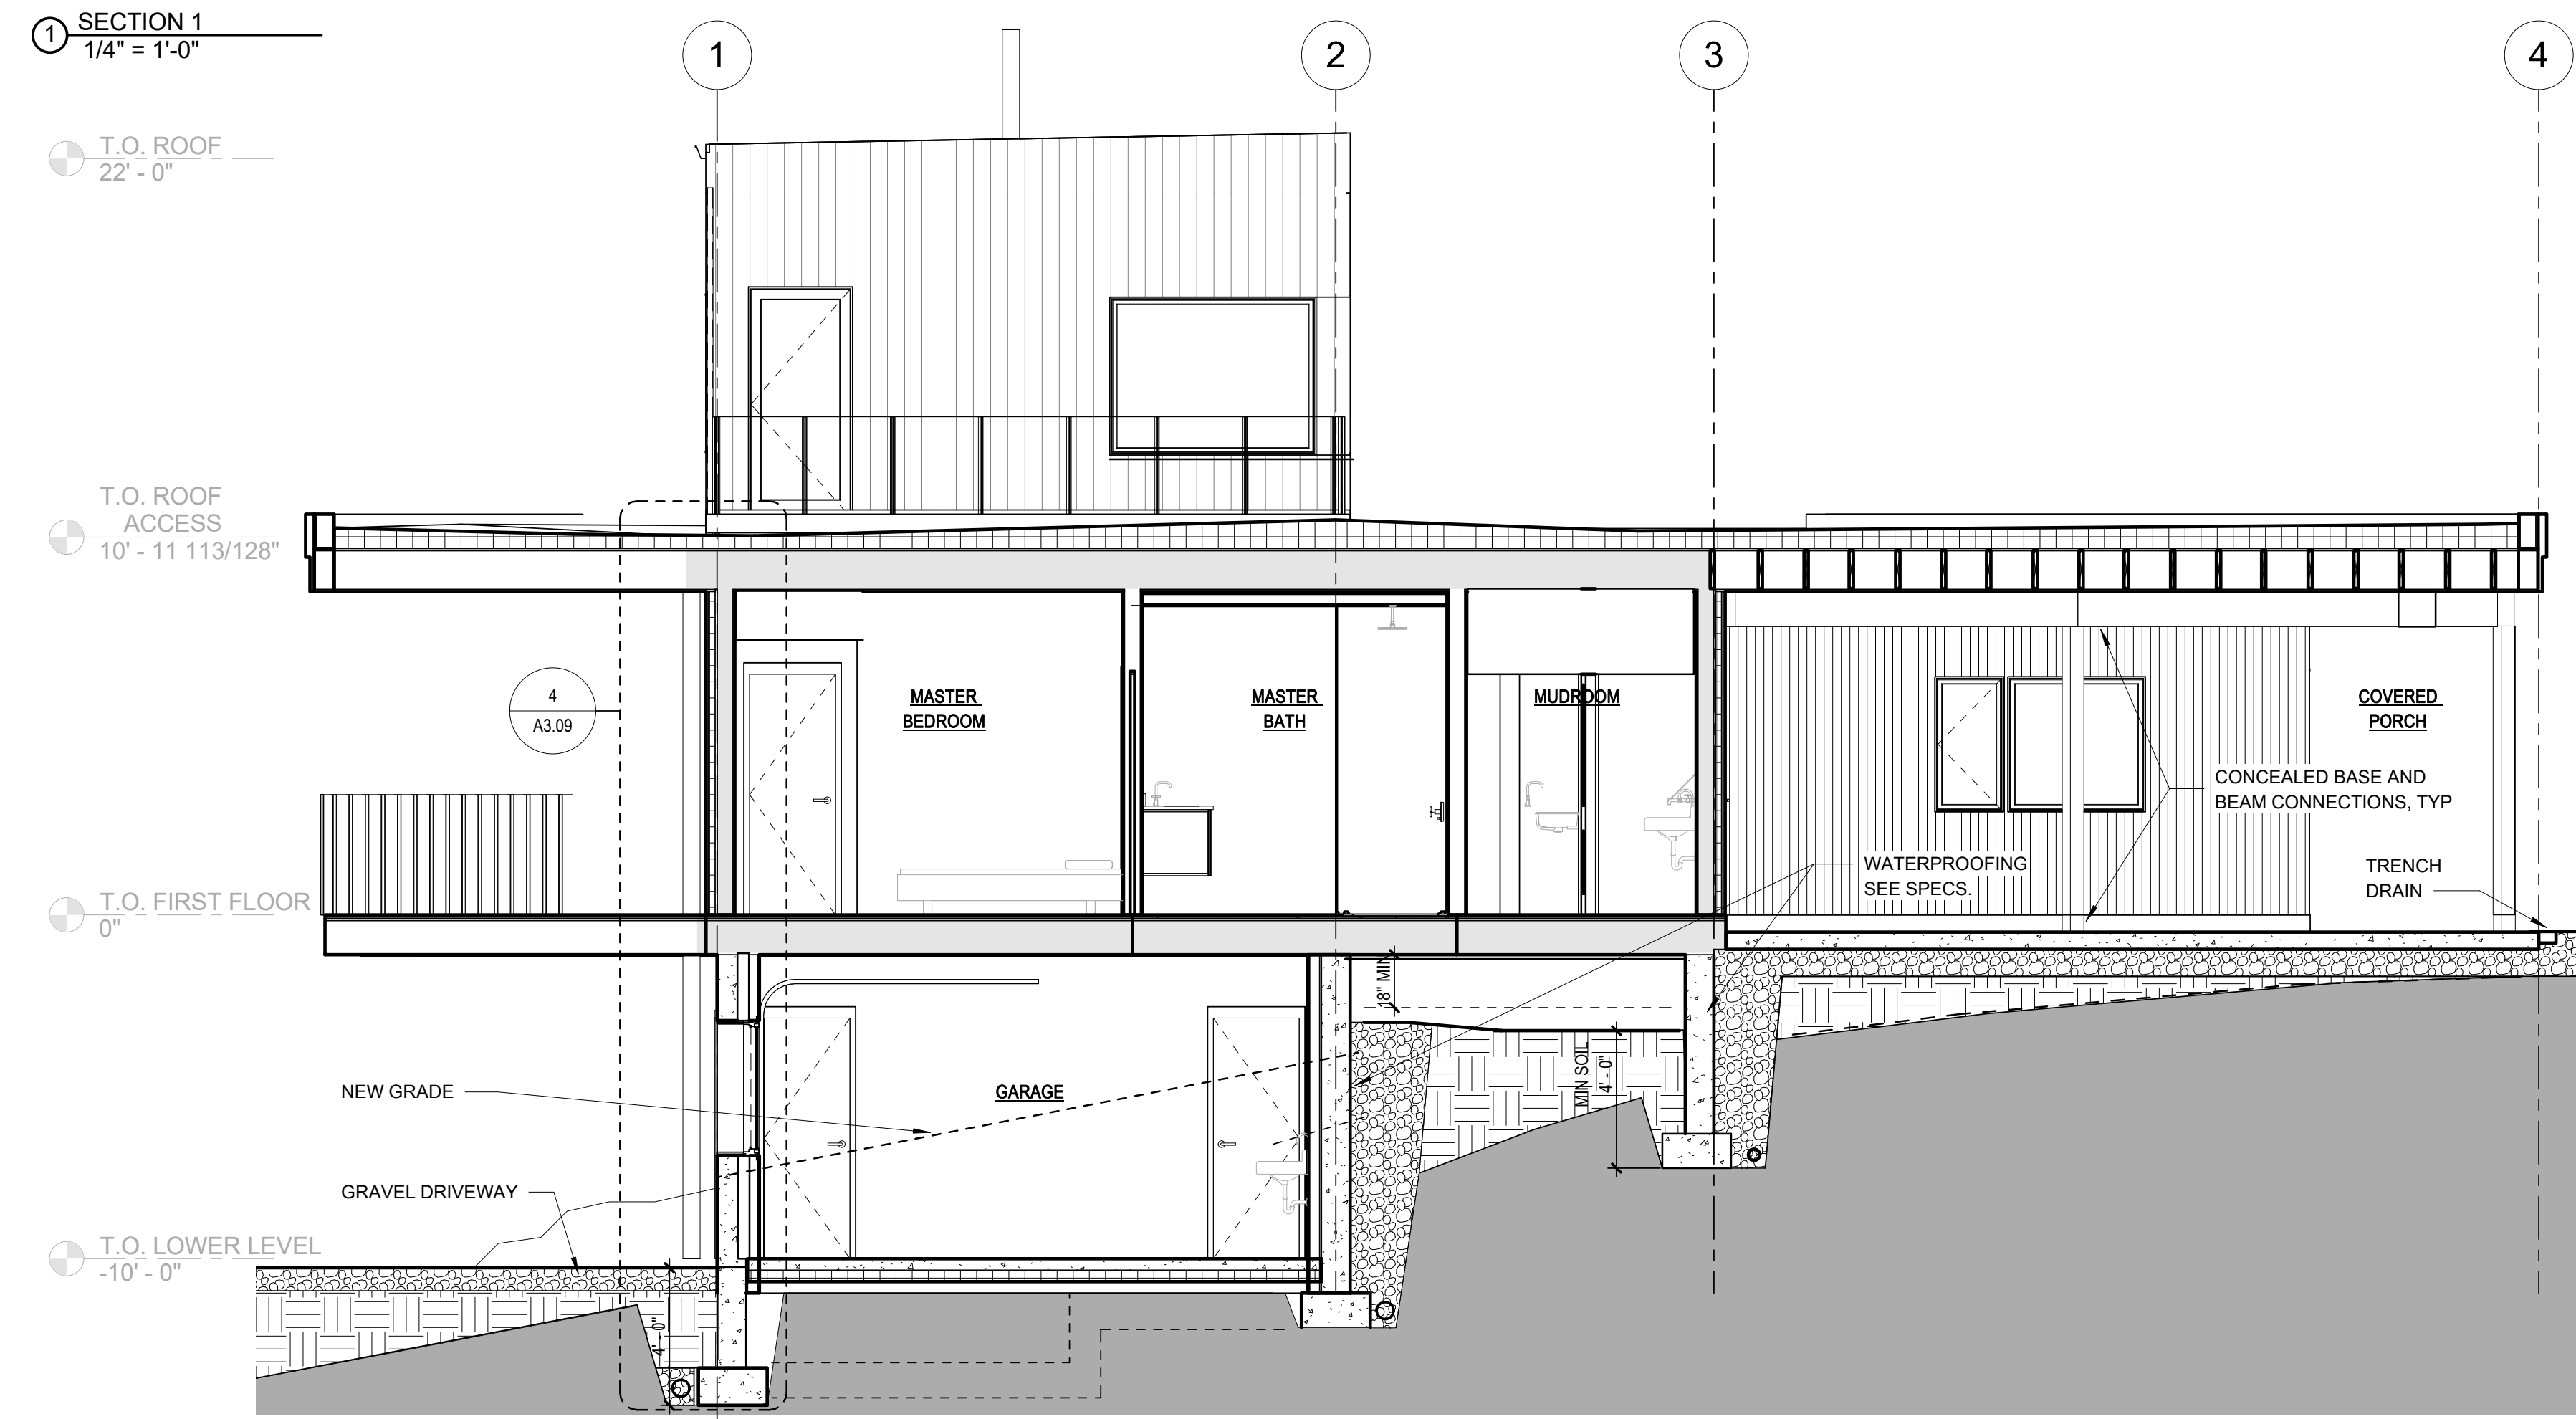 1
SECTION 1
1/4" = 1'-0"
1
2
3
4
T.O. ROOF
22' - 0"
T.O. ROOF
ACCESS
10' - 11 113/128"
4
A3.09
MASTER
BEDROOM
MASTER
BATH
MUDROOM
COVERED
PORCH
CONCEALED BASE AND
BEAM CONNECTIONS, TYP
WATERPROOFING
SEE SPECS.
TRENCH
DRAIN
T.O. FIRST FLOOR
0"
18" MIN
MIN SOIL
4' - 0"
NEW GRADE
GARAGE
GRAVEL DRIVEWAY
T.O. LOWER LEVEL
-10' - 0"
4' - 0"